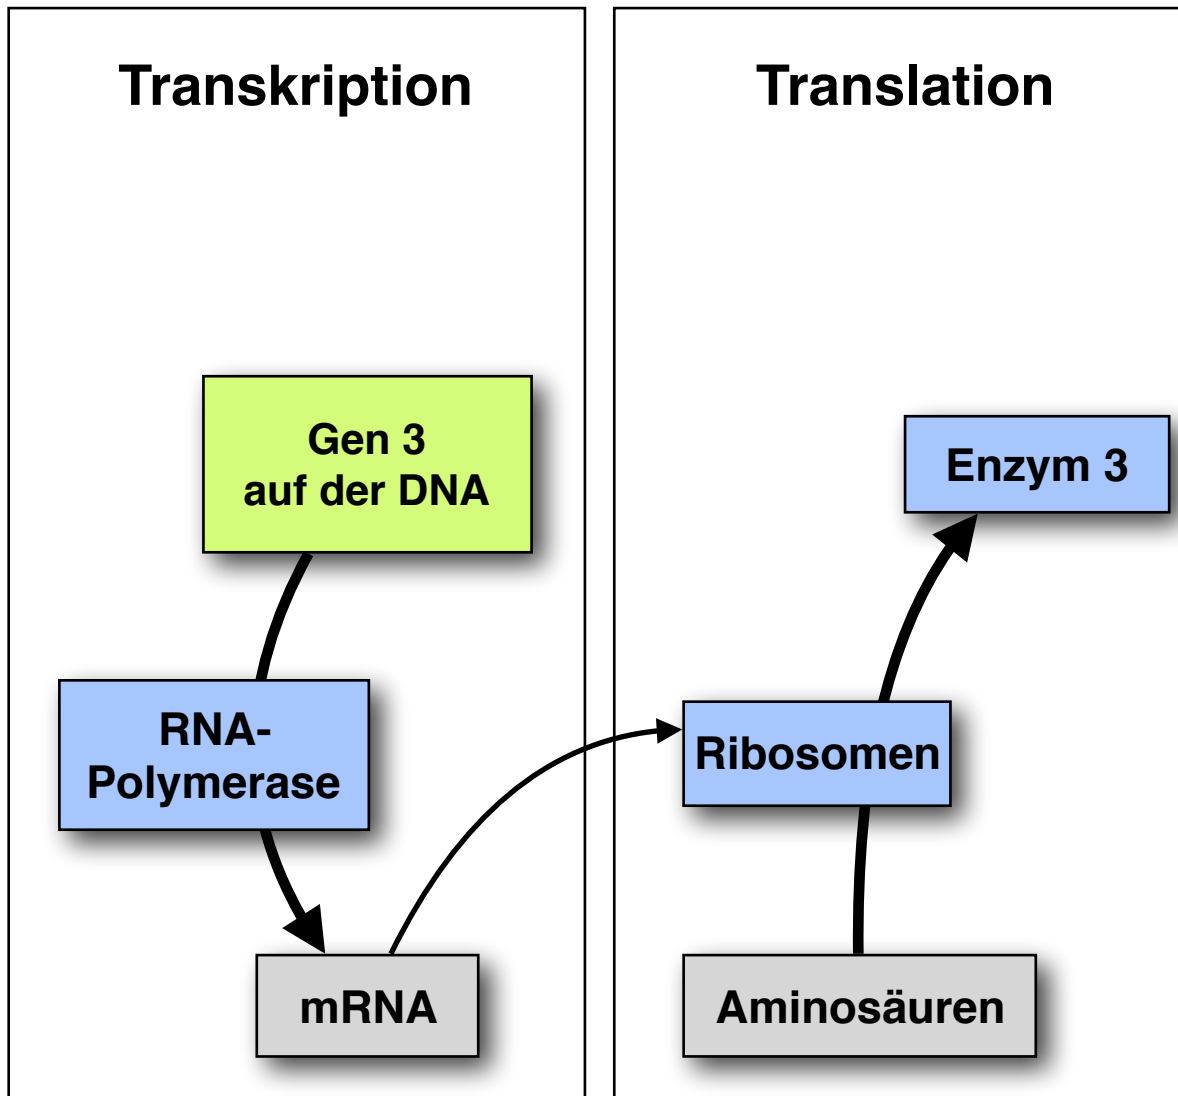 Transkription
Gen 3
auf der DNA
RNA-
Polymerase
mRNA
Translation
Enzym 3
Ribosomen
Aminosäuren